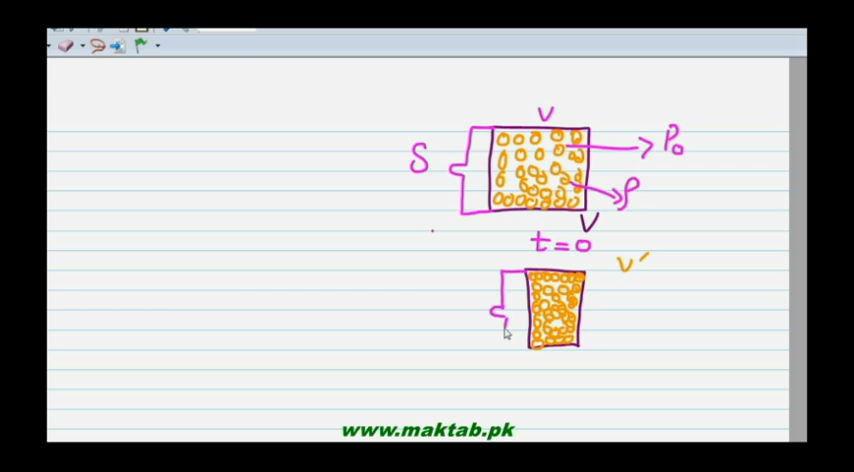 V
S
P₀
ρ
V
t = 0
V′
www.maktab.pk